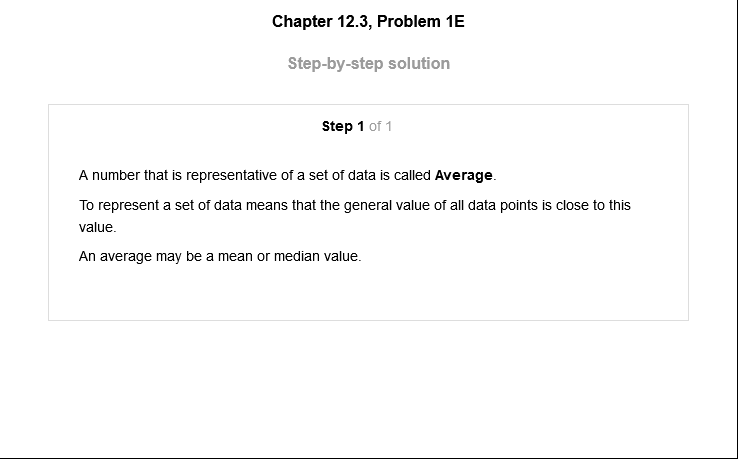 Chapter 12.3, Problem 1E
Step-by-step solution
Step 1 of 1
A number that is representative of a set of data is called Average.
To represent a set of data means that the general value of all data points is close to this
value.
An average may be a mean or median value.